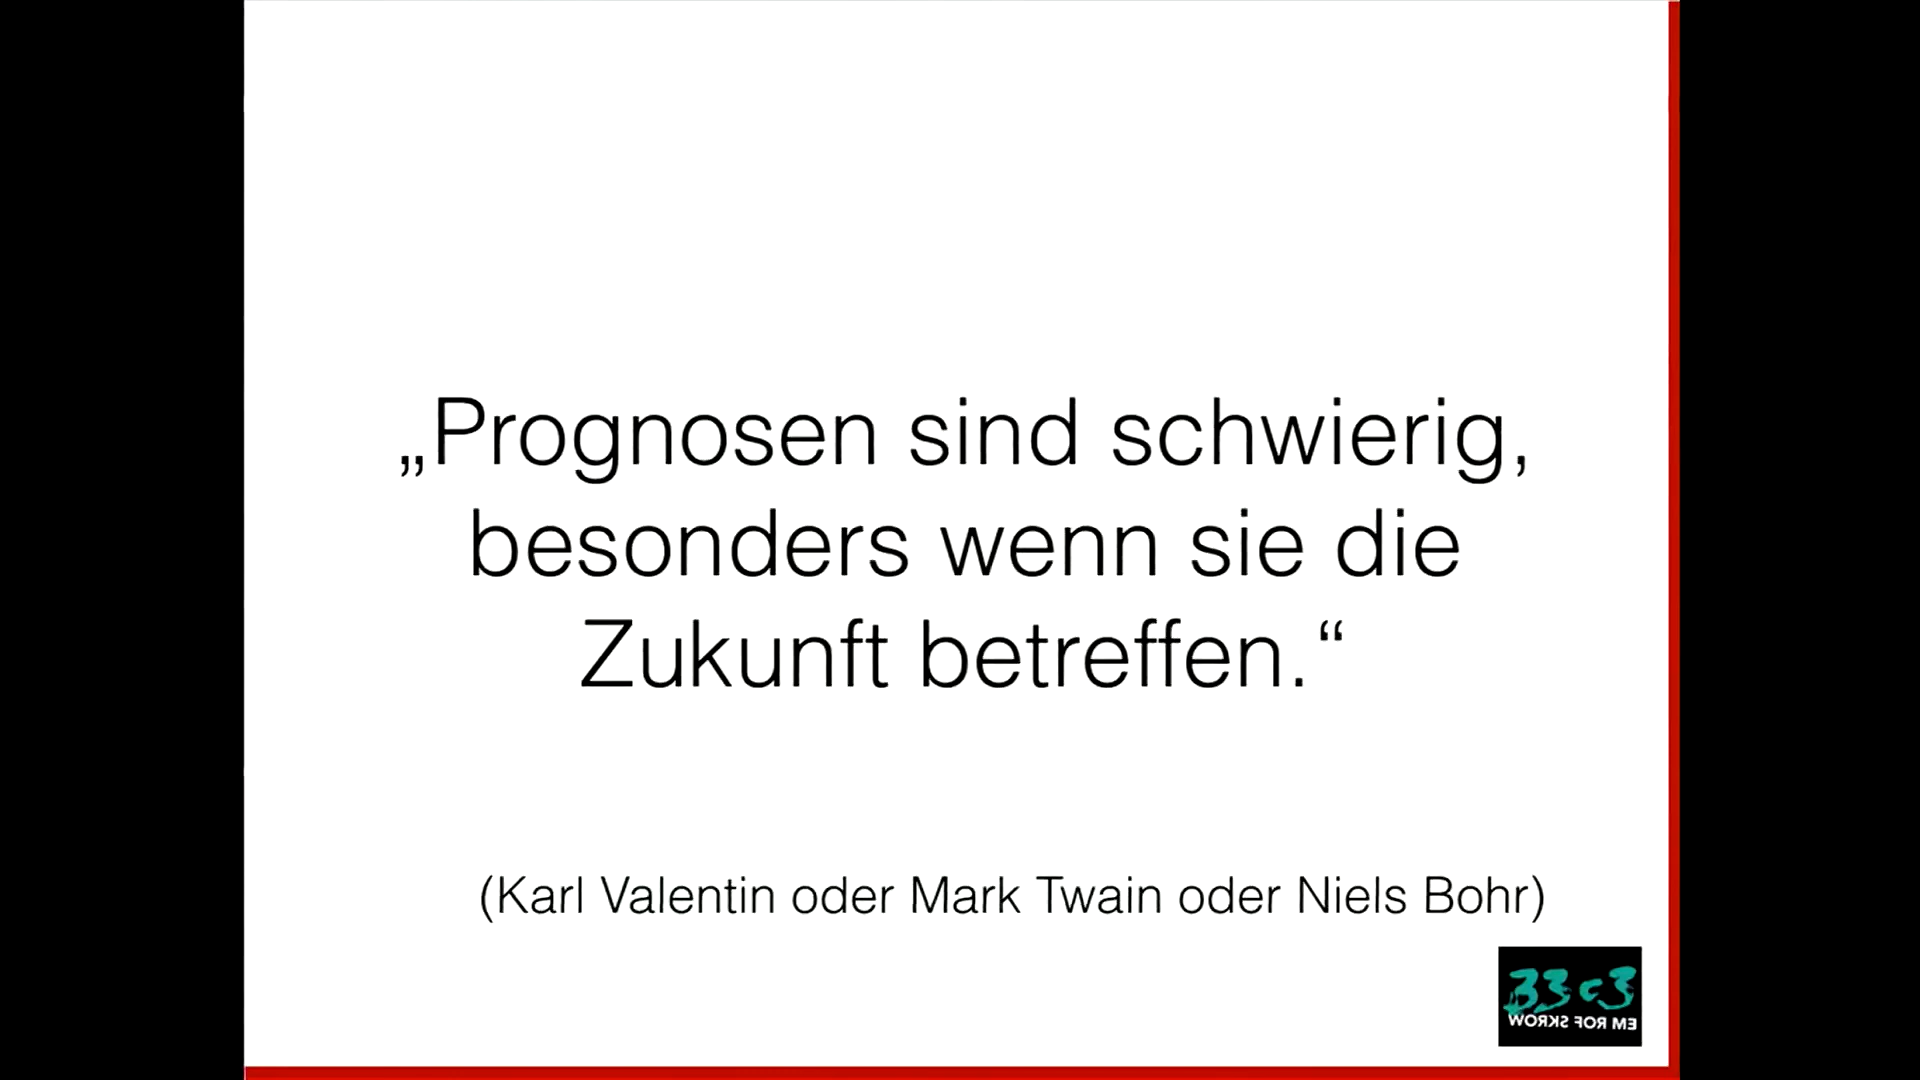 „Prognosen sind schwierig,
besonders wenn sie die
Zukunft betreffen.“
(Karl Valentin oder Mark Twain oder Niels Bohr)
33c3
WORKS FOR ME